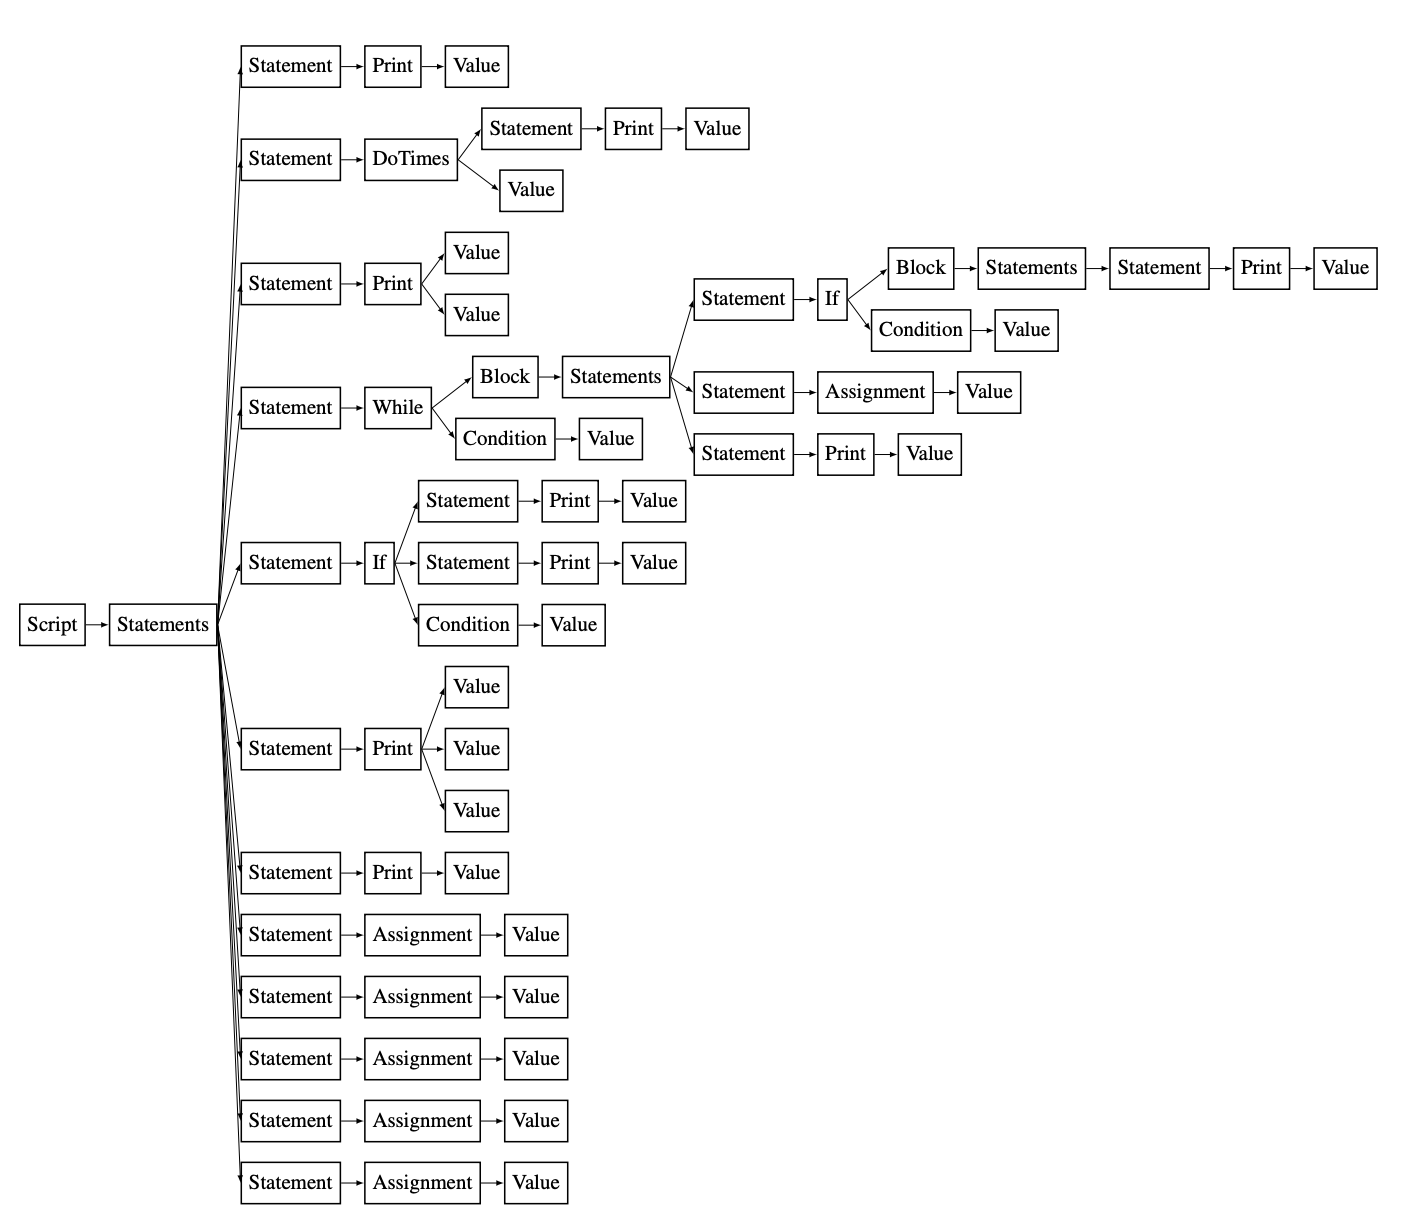 Statement Print Value
Statement Print Value
Statement DoTimes
Value
Value
Statement Print
Value
Block Statements Statement Print Value
Statement If
Condition Value
Block Statements
Statement Assignment Value
Statement While
Condition Value
Statement Print Value
Statement Print Value
Statement If Statement Print Value
Condition Value
Script Statements
Value
Statement Print Value
Value
Statement Print Value
Statement Assignment Value
Statement Assignment Value
Statement Assignment Value
Statement Assignment Value
Statement Assignment Value